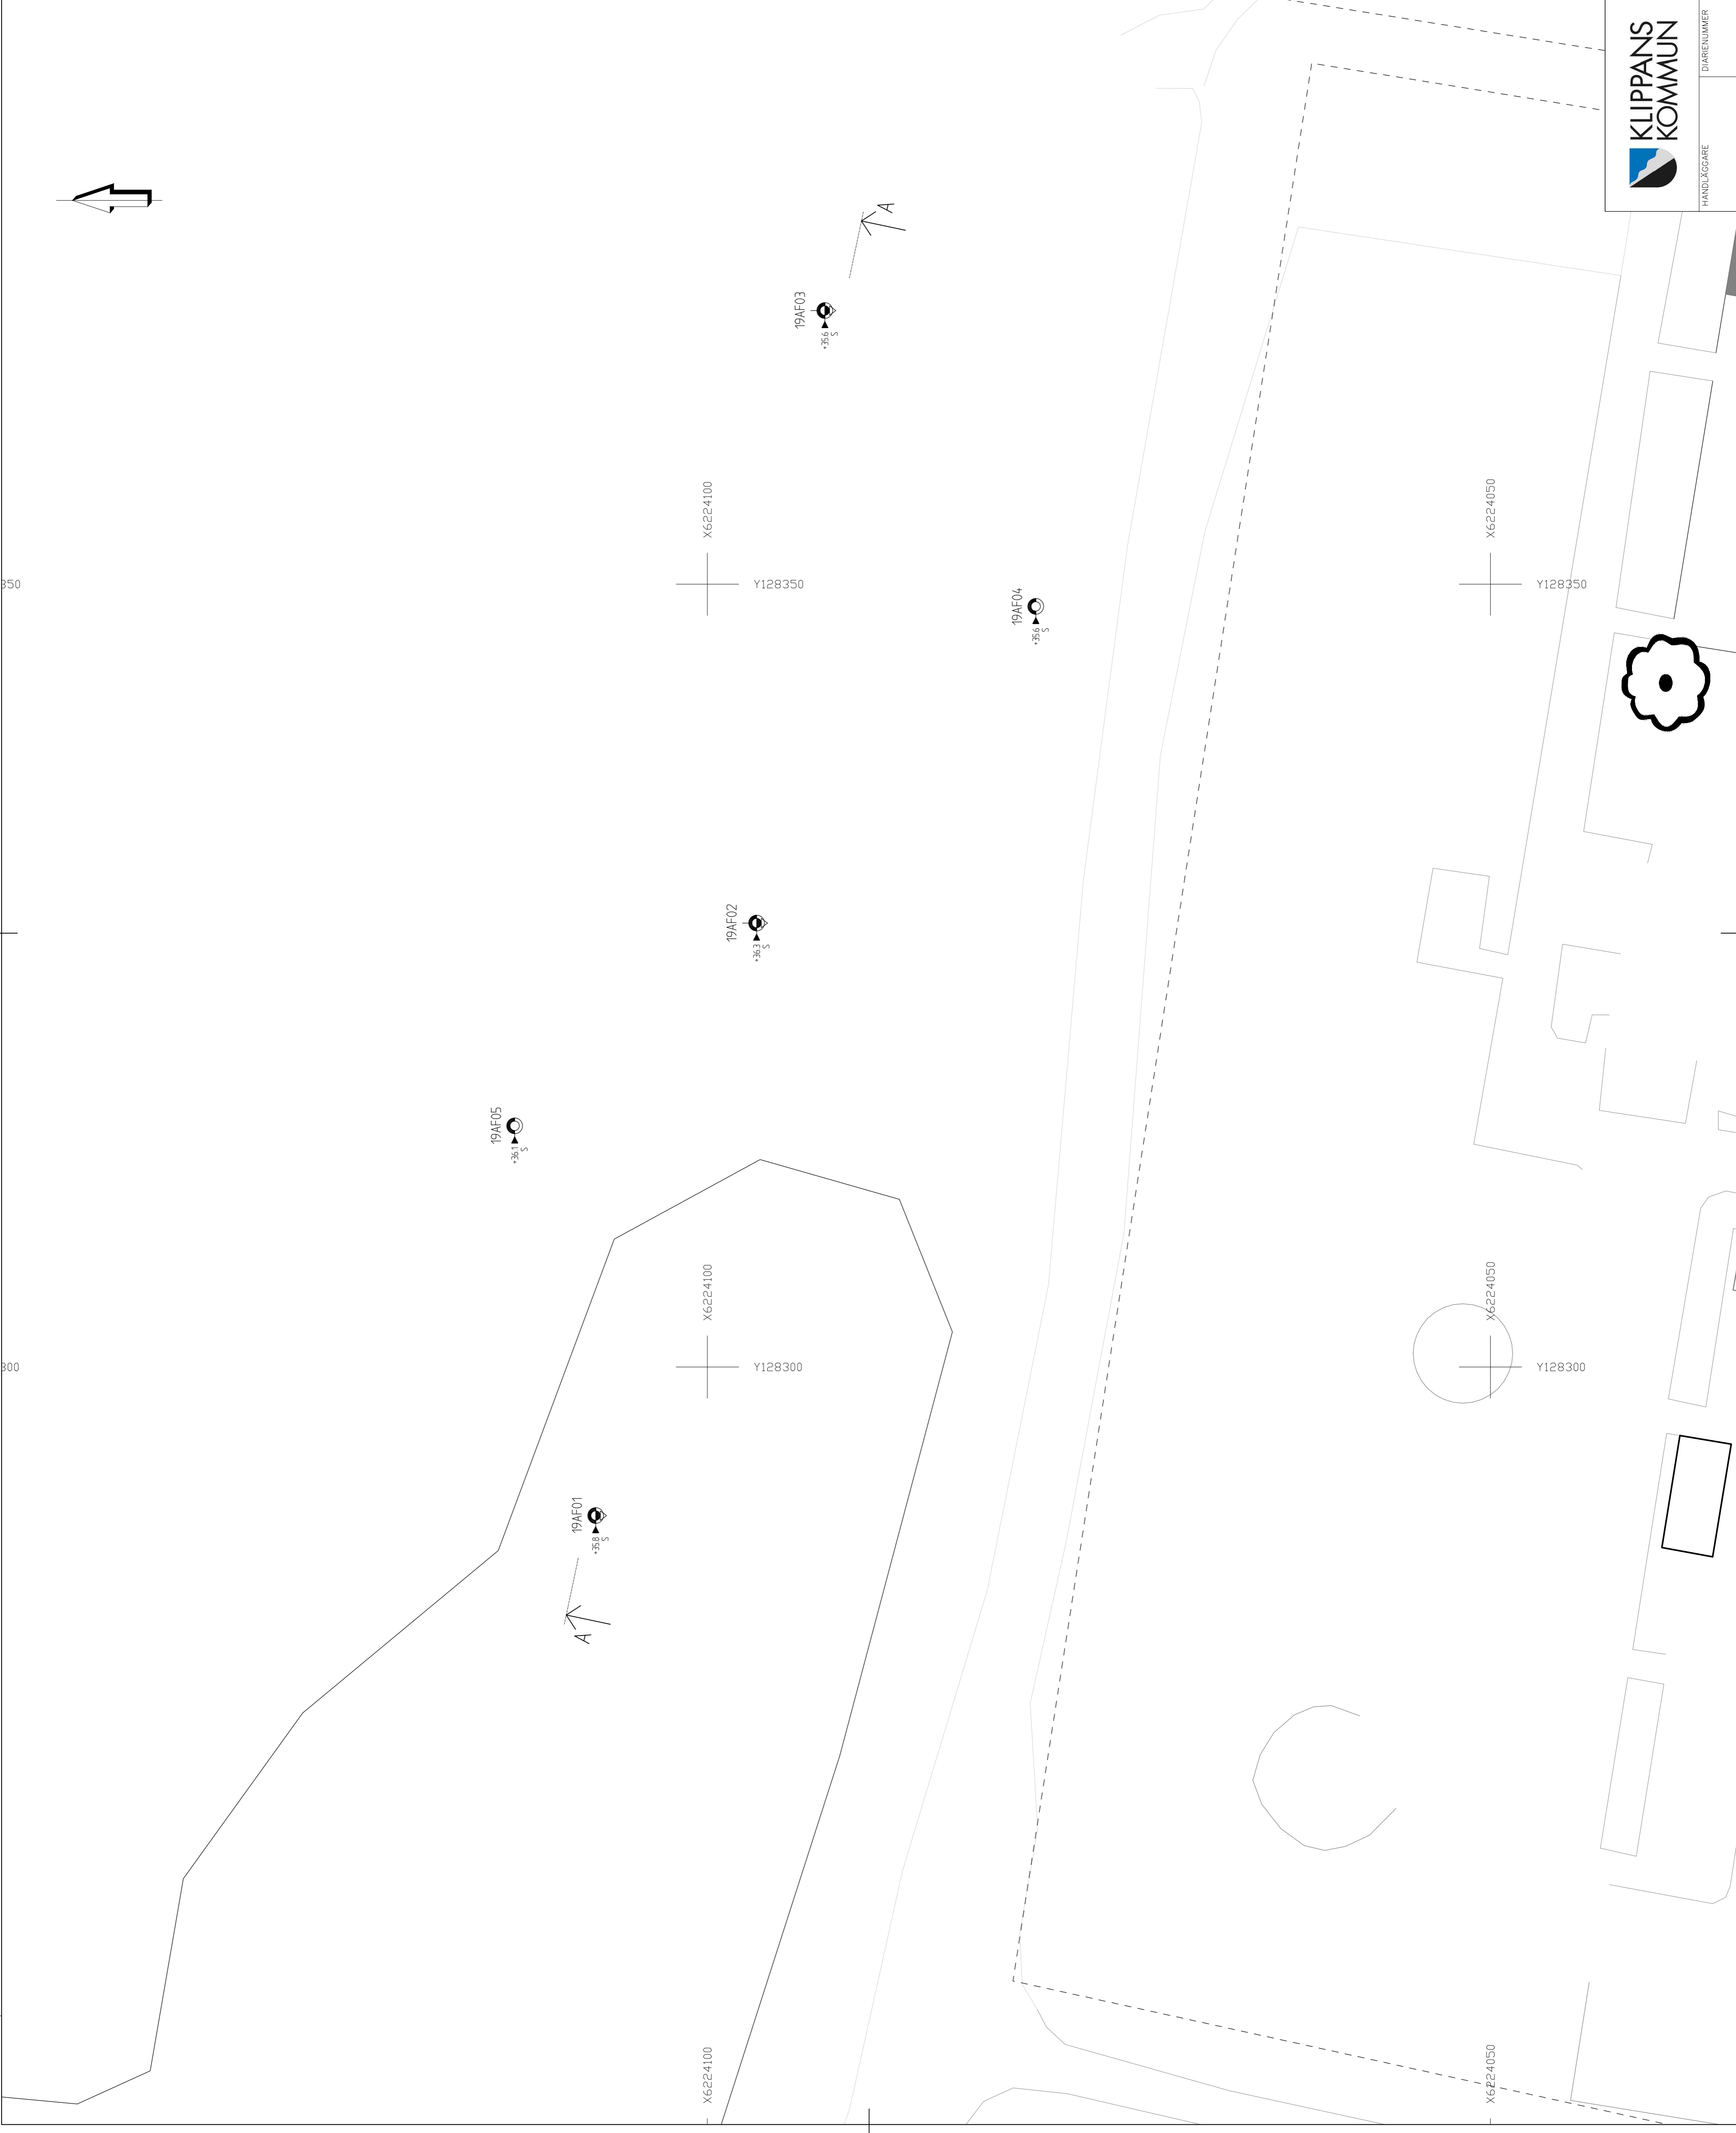 KLIPPANS
KOMMUN
HANDLÄGGARE
DIARIENUMMER
A
19AF03
+35.6
S
X6224100
Y128350
X6224050
Y128350
350
19AF04
+35.6
S
19AF02
+36.3
S
19AF05
+36.1
S
X6224100
Y128300
X6224050
Y128300
300
19AF01
+35.8
S
A
X6224100
X6224050